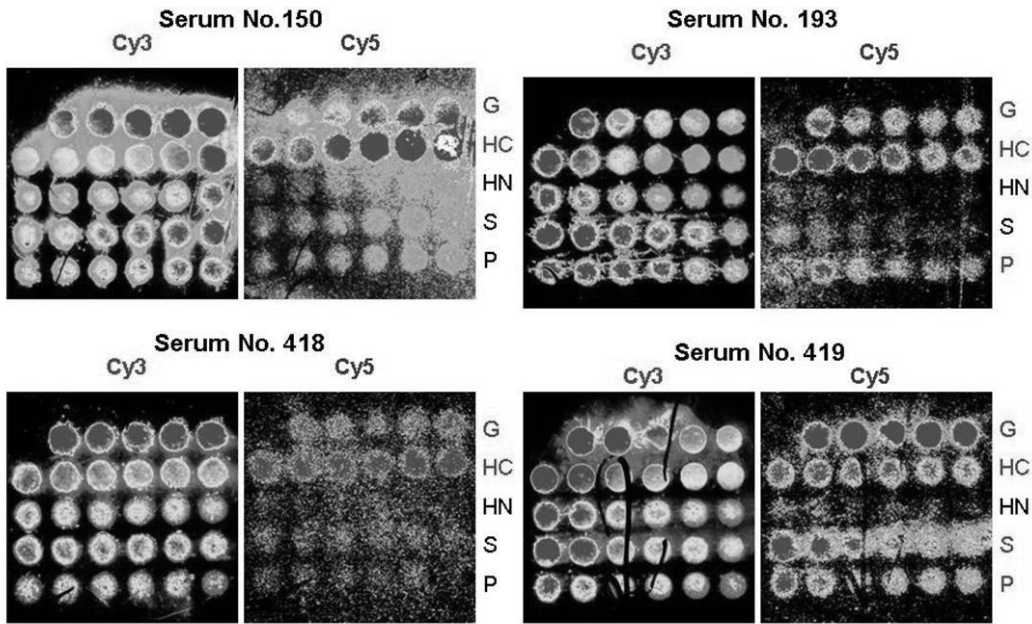 Serum No.150
Cy3 Cy5
G
HC
HN
S
P
Serum No. 193
Cy3 Cy5
G
HC
HN
S
P
Serum No. 418
Cy3 Cy5
G
HC
HN
S
P
Serum No. 419
Cy3 Cy5
G
HC
HN
S
P